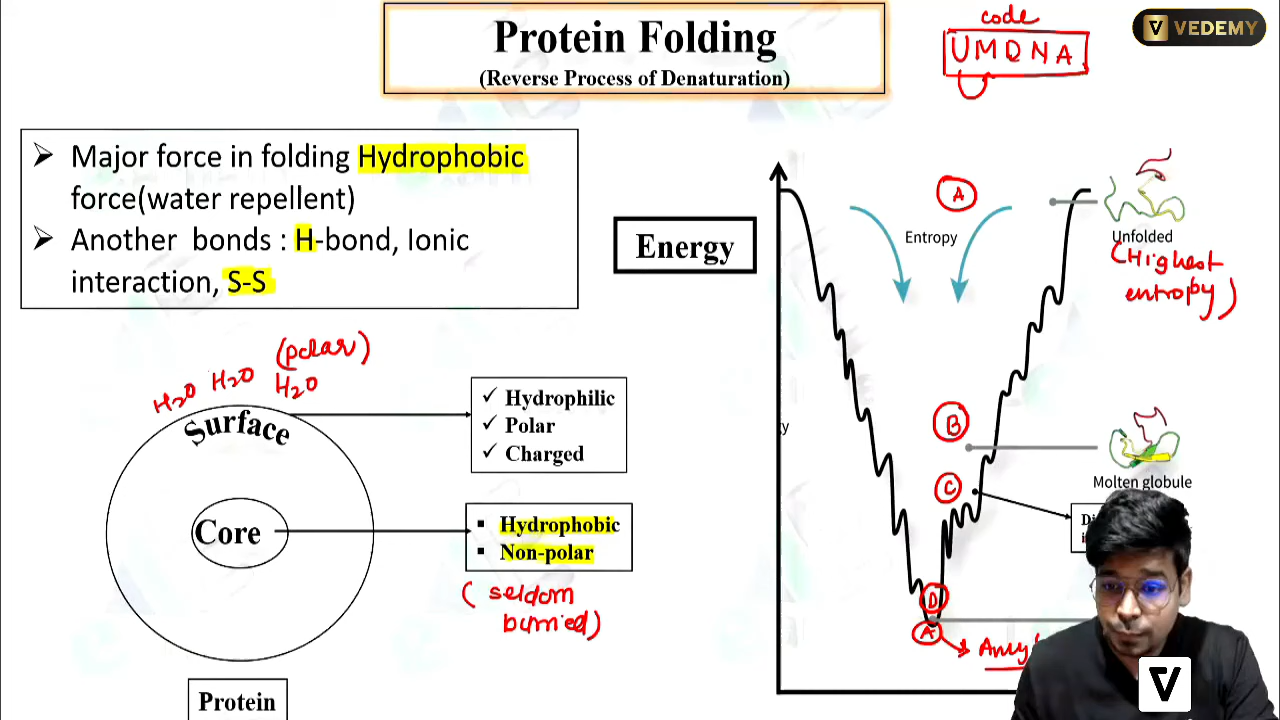 Protein Folding
(Reverse Process of Denaturation)
code
UMDNA
VEDEMY
➢ Major force in folding Hydrophobic
force(water repellent)
➢ Another bonds : H-bond, Ionic
interaction, S-S
Energy
A
Entropy
Unfolded
(Highest
entropy)
(polar)
H2O H2O H2O
Surface
✓ Hydrophilic
✓ Polar
✓ Charged
B
y
Molten globule
C
Core
▪ Hydrophobic
▪ Non-polar
(seldom
burried)
D
A
Protein